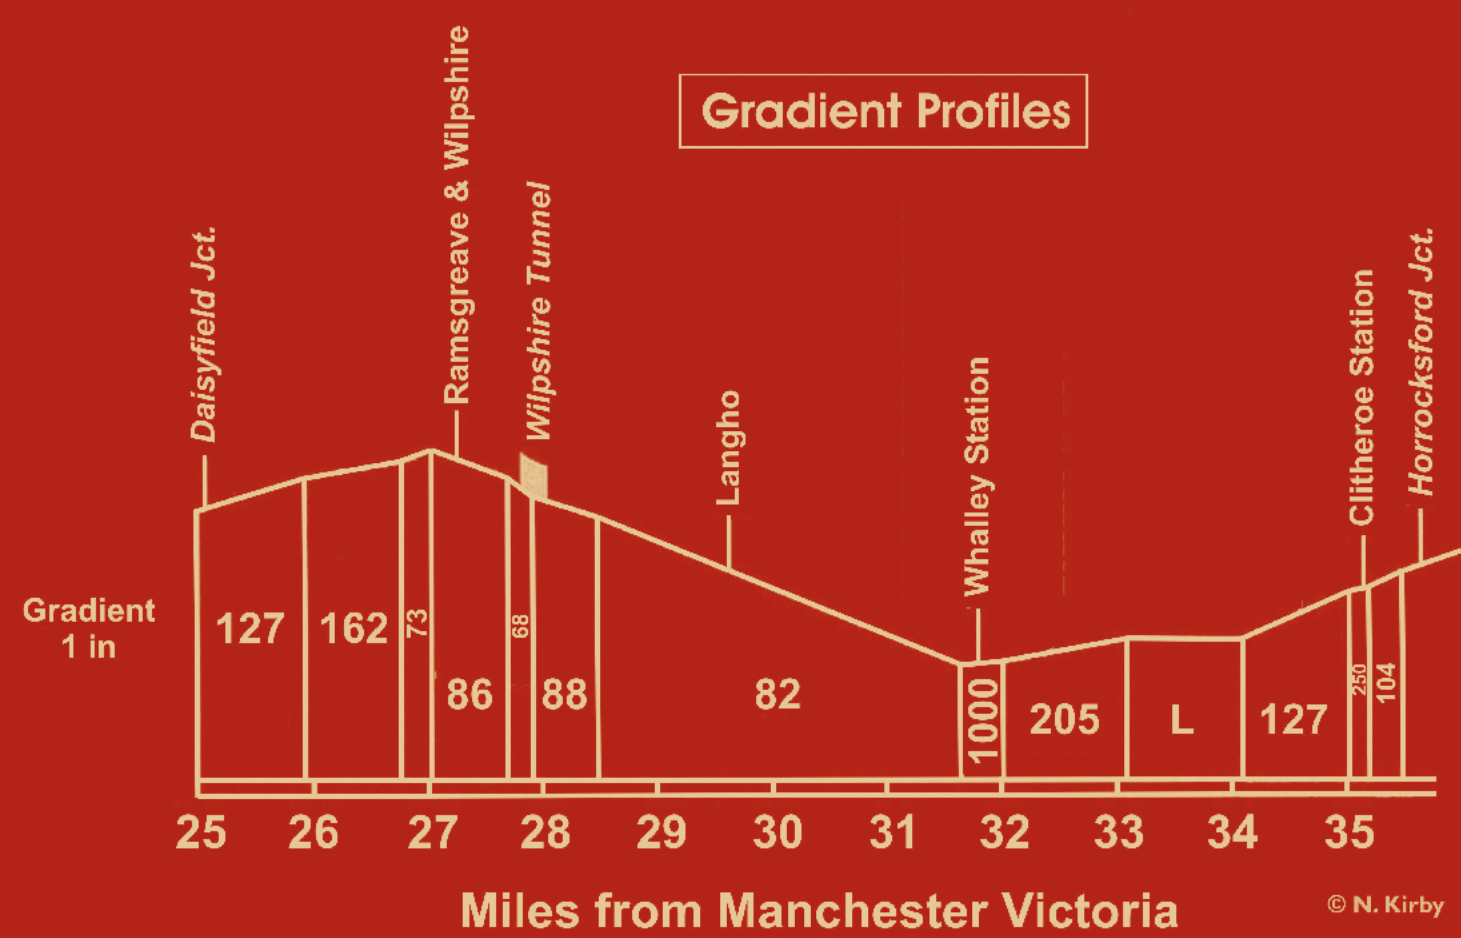 Gradient Profiles
Daisyfield Jct.
Ramsgreave & Wilpshire
Wilpshire Tunnel
Langho
Whalley Station
Clitheroe Station
Horrocksford Jct.
Gradient
1 in
127
162
73
86
68
88
82
1000
205
L
127
250
104
25 26 27 28 29 30 31 32 33 34 35
Miles from Manchester Victoria
© N. Kirby